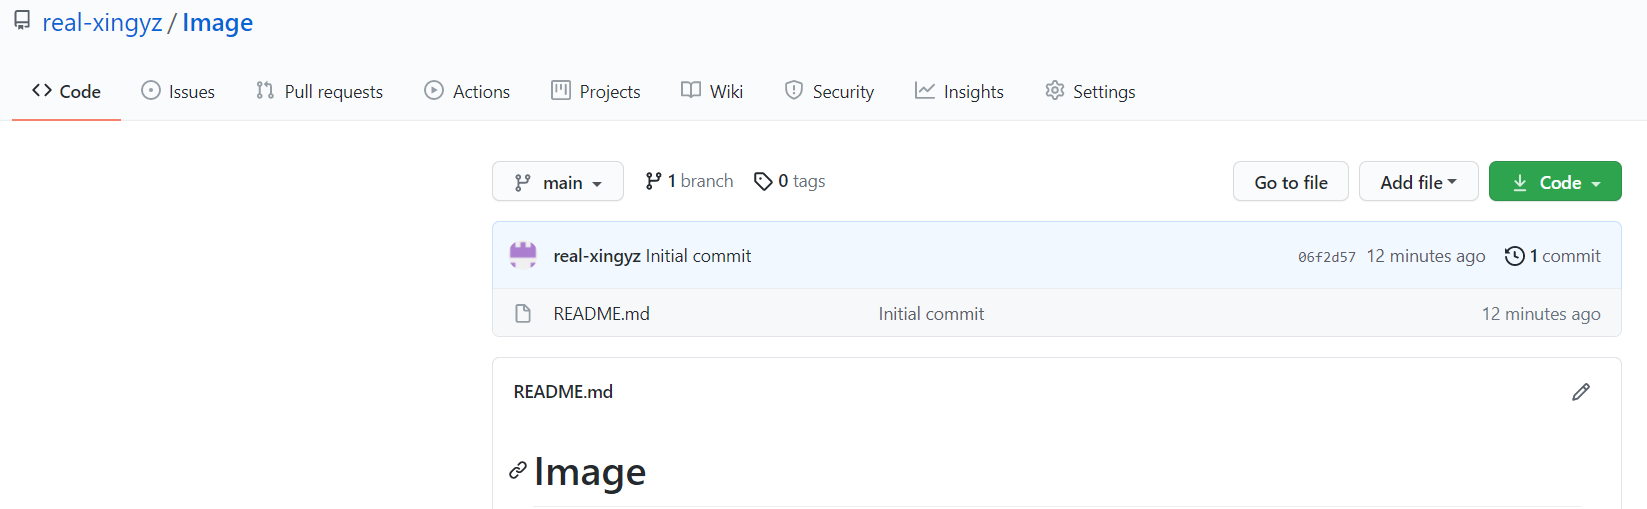 real-xingyz / Image
Code Issues Pull requests Actions Projects Wiki Security Insights Settings
main 1 branch 0 tags Go to file Add file Code
real-xingyz Initial commit 06f2d57 12 minutes ago 1 commit
README.md Initial commit 12 minutes ago
README.md
Image